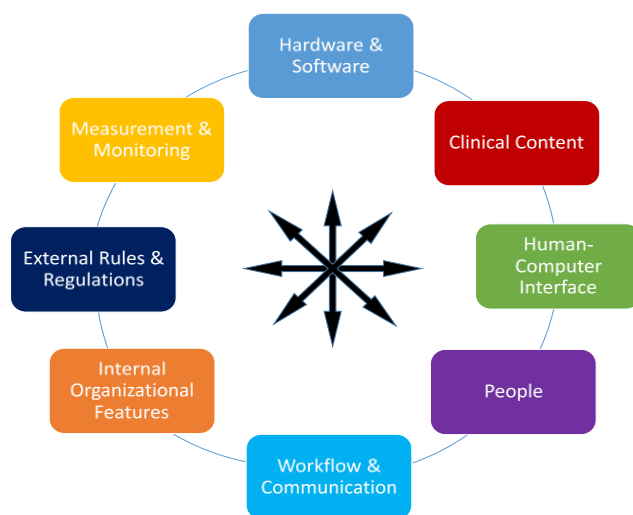 Hardware &
Software
Clinical Content
Human-
Computer
Interface
People
Workflow &
Communication
Internal
Organizational
Features
External Rules &
Regulations
Measurement &
Monitoring